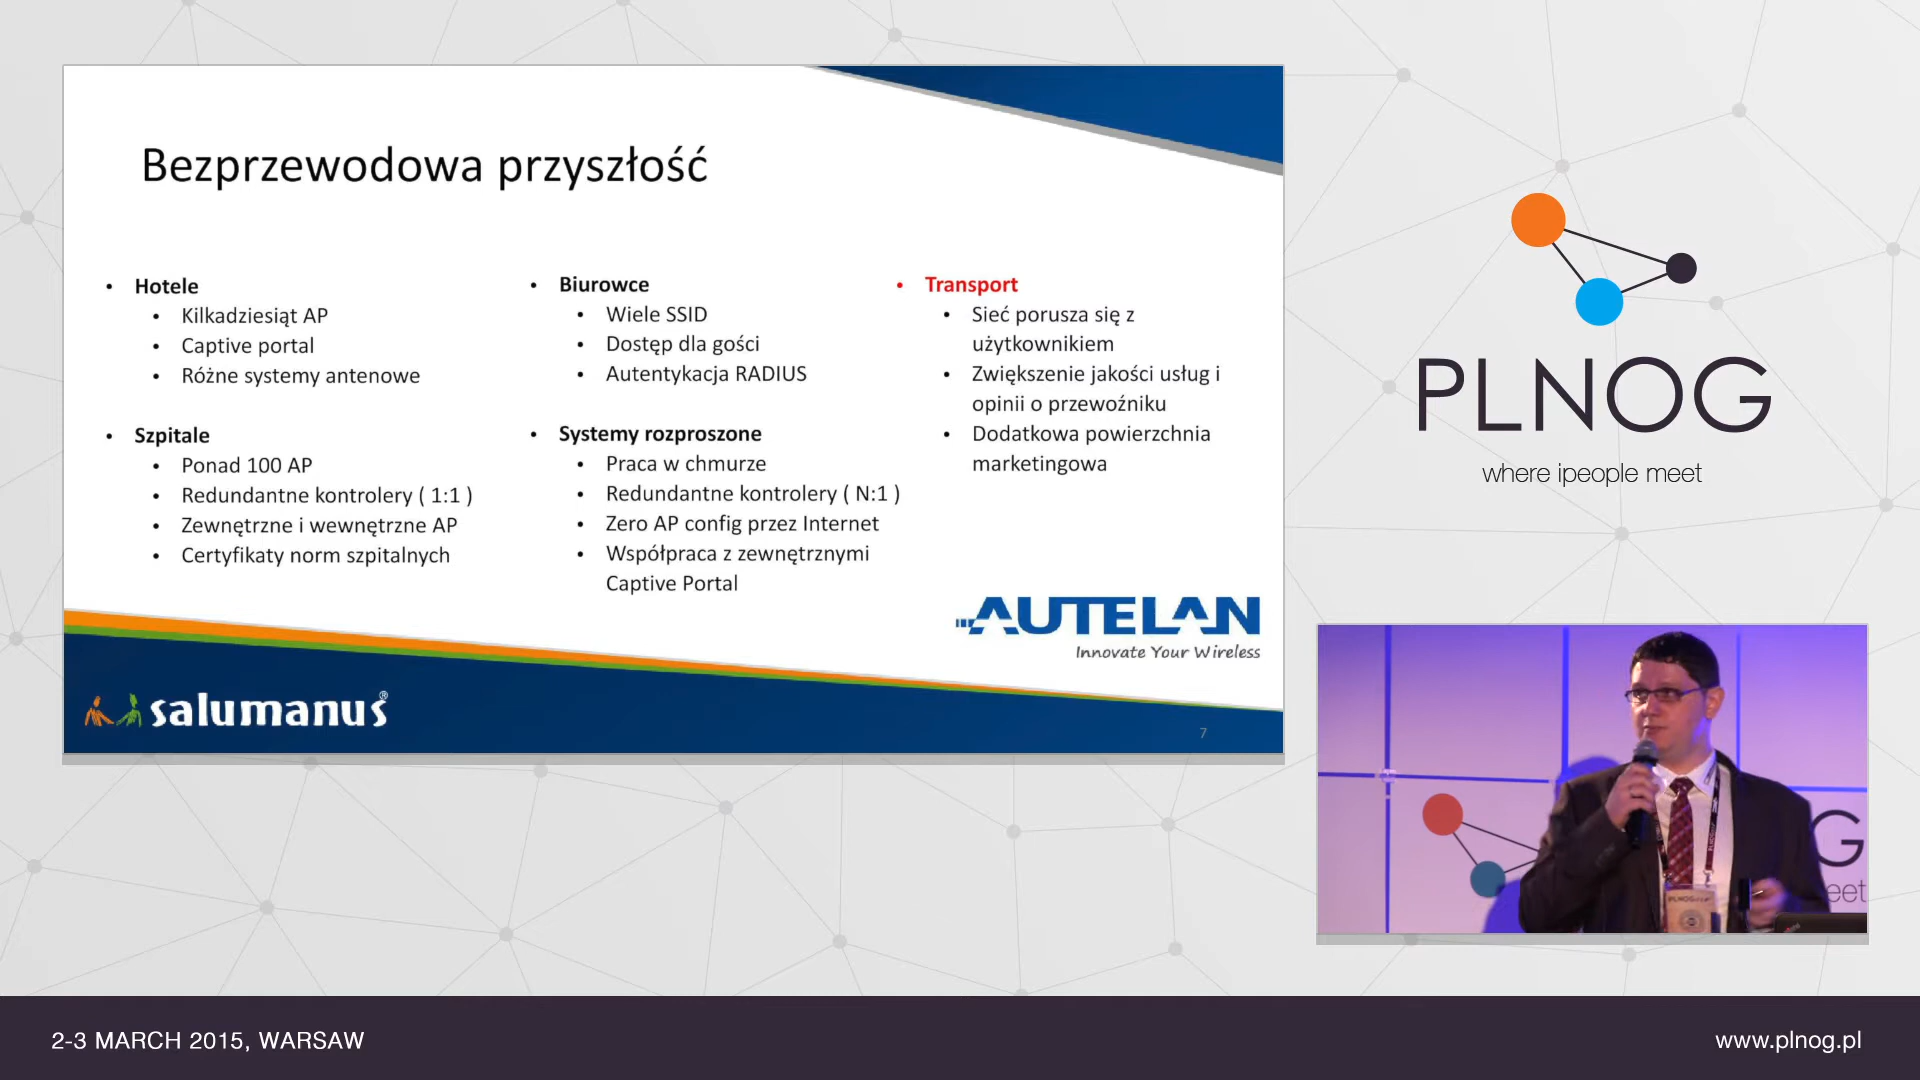 Bezprzewodowa przyszłość
• Hotele
• Kilkadziesiąt AP
• Captive portal
• Różne systemy antenowe
• Szpitale
• Ponad 100 AP
• Redundantne kontrolery ( 1:1 )
• Zewnętrzne i wewnętrzne AP
• Certyfikaty norm szpitalnych
• Biurowce
• Wiele SSID
• Dostęp dla gości
• Autentykacja RADIUS
• Systemy rozproszone
• Praca w chmurze
• Redundantne kontrolery ( N:1 )
• Zero AP config przez Internet
• Współpraca z zewnętrznymi
Captive Portal
• Transport
• Sieć porusza się z
użytkownikiem
• Zwiększenie jakości usług i
opinii o przewoźniku
• Dodatkowa powierzchnia
marketingowa
AUTELAN
Innovate Your Wireless
salumanus®
7
PLNOG
where ipeople meet
G
eet
2-3 MARCH 2015, WARSAW
www.plnog.pl